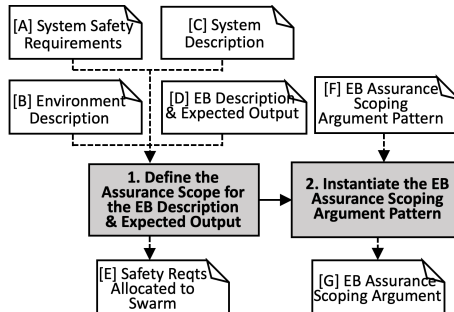 [A] System Safety
Requirements
[C] System
Description
[B] Environment
Description
[D] EB Description
& Expected Output
[F] EB Assurance
Scoping
Argument Pattern
1. Define the
Assurance Scope for
the EB Description
& Expected Output
2. Instantiate the EB
Assurance Scoping
Argument Pattern
[E] Safety Reqts
Allocated to
Swarm
[G] EB Assurance
Scoping Argument